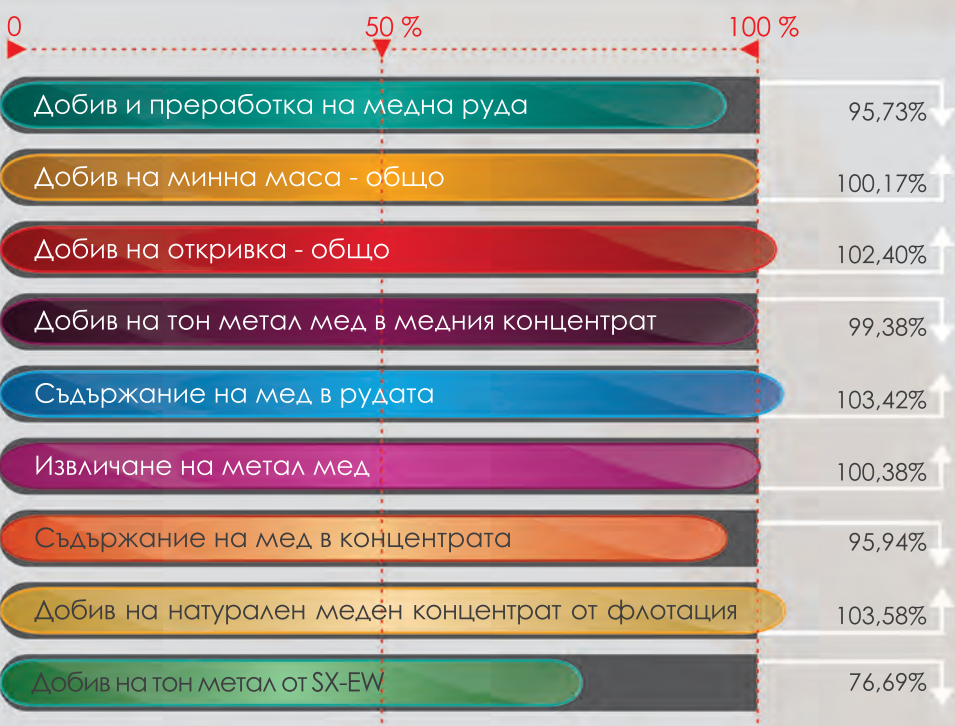 0 50 % 100 %
Добив и преработка на медна руда 95,73%
Добив на минна маса - общо 100,17%
Добив на откривка - общо 102,40%
Добив на тон метал мед в медния концентрат 99,38%
Съдържание на мед в рудата 103,42%
Извличане на метал мед 100,38%
Съдържание на мед в концентрата 95,94%
Добив на натурален меден концентрат от флотация 103,58%
Добив на тон метал от SX-EW 76,69%